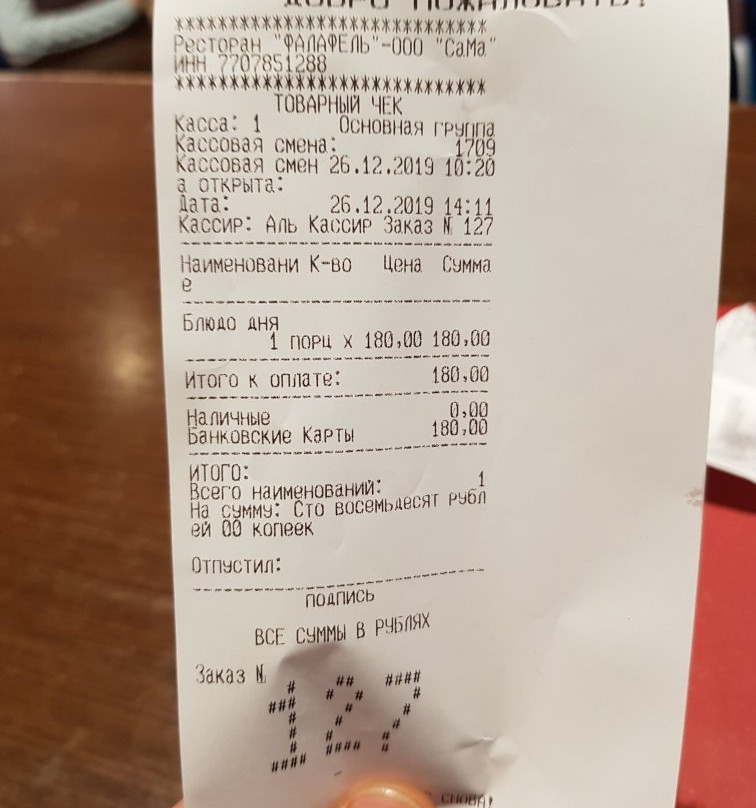 ДОБРО ПОЖАЛОВАТЬ!
******************************
Ресторан "ФАЛАФЕЛЬ"-ООО "СаМа"
ИНН 7707851288
******************************
ТОВАРНЫЙ ЧЕК
Касса: 1 Основная группа
Кассовая смена: 1709
Кассовая смен 26.12.2019 10:20
а открыта:
Дата: 26.12.2019 14:11
Кассир: Аль Кассир Заказ № 127
Наименовани К-во Цена Сумма
е
Блюдо дня
1 порц X 180,00 180,00
Итого к оплате: 180,00
Наличные 0,00
Банковские Карты 180,00
ИТОГО:
Всего наименований: 1
На сумму: Сто восемьдесят рубл
ей 00 копеек
Отпустил:
подпись
ВСЕ СУММЫ В РУБЛЯХ
Заказ №
127
СНОВА!